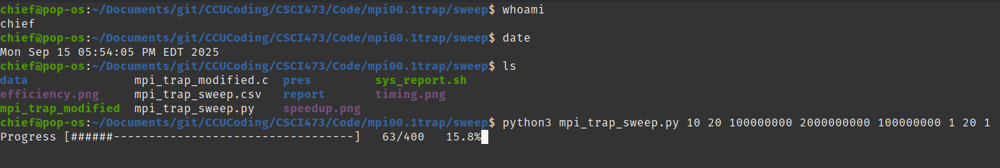 chief@pop-os:~/Documents/git/CCUCoding/CSCI473/Code/mpi00.1trap/sweep$ whoami
chief
chief@pop-os:~/Documents/git/CCUCoding/CSCI473/Code/mpi00.1trap/sweep$ date
Mon Sep 15 05:54:05 PM EDT 2025
chief@pop-os:~/Documents/git/CCUCoding/CSCI473/Code/mpi00.1trap/sweep$ ls
data              mpi_trap_modified.c  pres         sys_report.sh
efficiency.png    mpi_trap_sweep.csv   report       timing.png
mpi_trap_modified  mpi_trap_sweep.py    speedup.png
chief@pop-os:~/Documents/git/CCUCoding/CSCI473/Code/mpi00.1trap/sweep$ python3 mpi_trap_sweep.py 10 20 100000000 2000000000 100000000 1 20 1
Progress [######----------------------------------]   63/400   15.8%